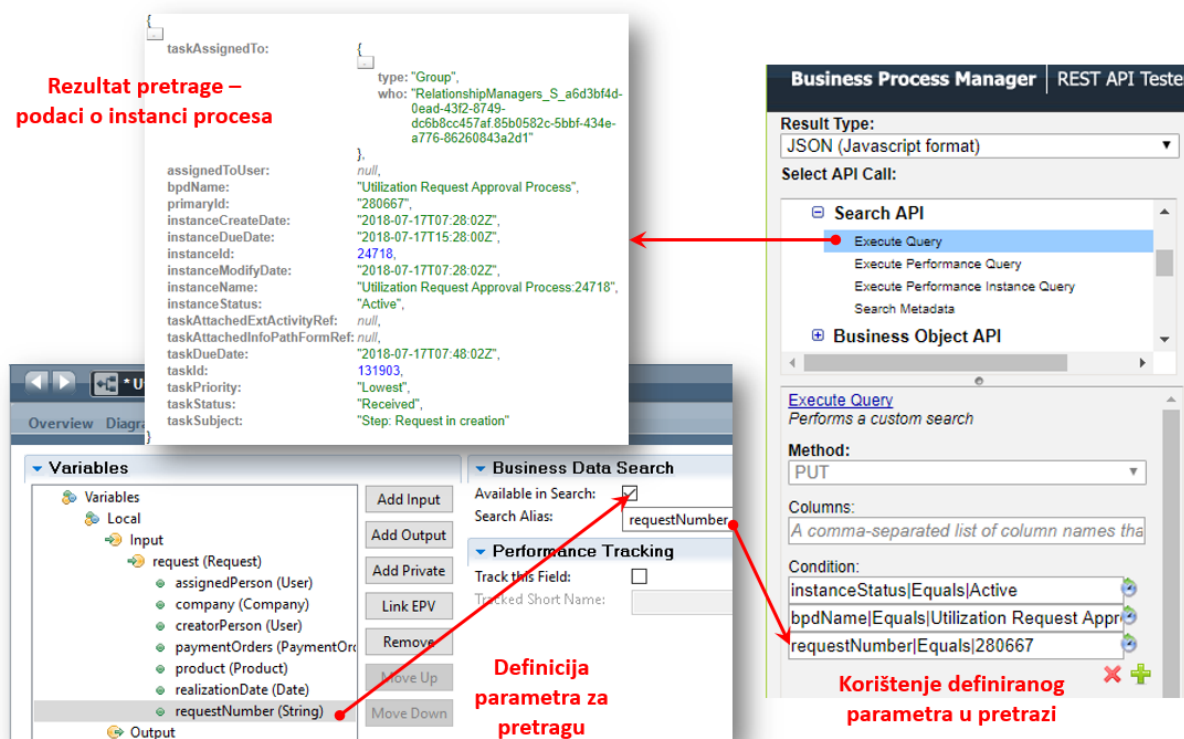 {
taskAssignedTo: {
type: "Group",
who: "RelationshipManagers_S_a6d3bf4d-
0ead-43f2-8749-
dc6b8cc457af.85b0582c-5bbf-434e-
a776-86260843a2d1"
},
assignedToUser: null,
bpdName: "Utilization Request Approval Process",
primaryId: "280667",
instanceCreateDate: "2018-07-17T07:28:02Z",
instanceDueDate: "2018-07-17T15:28:00Z",
instanceId: 24718,
instanceModifyDate: "2018-07-17T07:28:02Z",
instanceName: "Utilization Request Approval Process:24718",
instanceStatus: "Active",
taskAttachedExtActivityRef: null,
taskAttachedInfoPathFormRef: null,
taskDueDate: "2018-07-17T07:48:02Z",
taskId: 131903,
taskPriority: "Lowest",
taskStatus: "Received",
taskSubject: "Step: Request in creation"
}
Rezultat pretrage –
podaci o instanci procesa
Business Process Manager | REST API Teste
Result Type:
JSON (Javascript format)
Select API Call:
Search API
Execute Query
Execute Performance Query
Execute Performance Instance Query
Search Metadata
Business Object API
Execute Query
Performs a custom search
Method:
PUT
Columns:
A comma-separated list of column names tha
Condition:
instanceStatus|Equals|Active
bpdName|Equals|Utilization Request Appr
requestNumber|Equals|280667
Korištenje definiranog
parametra u pretrazi
* U
Overview Diagra
Variables
Variables
Local
Input
request (Request)
assignedPerson (User)
company (Company)
creatorPerson (User)
paymentOrders (PaymentOrd
product (Product)
realizationDate (Date)
requestNumber (String)
Output
Add Input
Add Output
Add Private
Link EPV
Remove
Move Up
Move Down
Business Data Search
Available in Search:
Search Alias: requestNumber
Performance Tracking
Track this Field:
Tracked Short Name:
Definicija
parametra za
pretragu